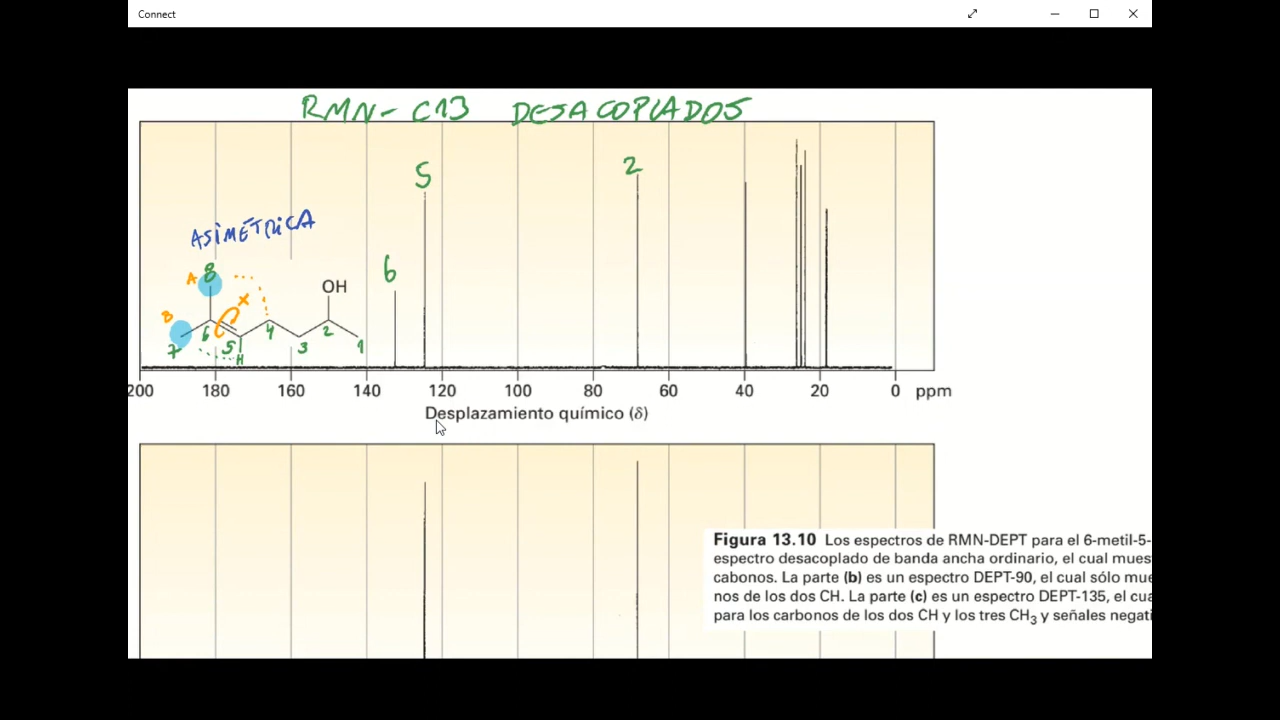 Connect
RMN- C13 DESACOPLADOS
5
2
ASIMÉTRICA
6
A 8
OH
B
x
7 6 5 4 3 2 1
H
200 180 160 140 120 100 80 60 40 20 0 ppm
Desplazamiento químico (δ)
Figura 13.10 Los espectros de RMN-DEPT para el 6-metil-5-
espectro desacoplado de banda ancha ordinario, el cual mues
cabonos. La parte (b) es un espectro DEPT-90, el cual sólo mue
nos de los dos CH. La parte (c) es un espectro DEPT-135, el cua
para los carbonos de los dos CH y los tres CH₃ y señales negati